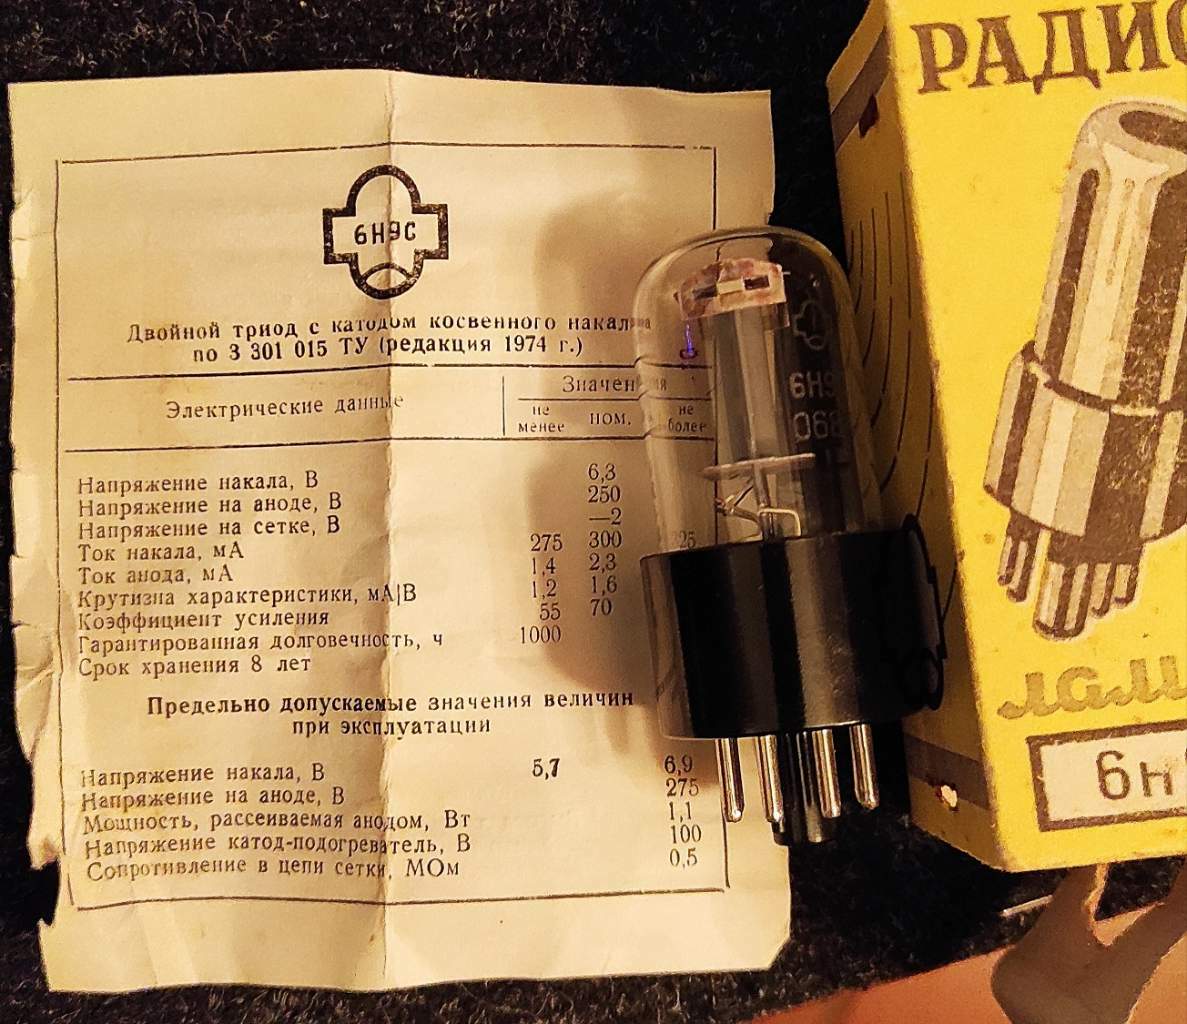 6Н9С
Двойной триод с катодом косвенного накала
по 3 301 015 ТУ (редакция 1974 г.)
Электрические данные
Значения
не менее
ном.
не более
Напряжение накала, В 6,3
Напряжение на аноде, В 250
Напряжение на сетке, В —2
Ток накала, мА 275 300 325
Ток анода, мА 1,4 2,3
Крутизна характеристики, мА|В 1,2 1,6
Коэффициент усиления 55 70
Гарантированная долговечность, ч 1000
Срок хранения 8 лет
Предельно допускаемые значения величин
при эксплуатации
Напряжение накала, В 5,7 6,9
Напряжение на аноде, В 275
Мощность, рассеиваемая анодом, Вт 1,1
Напряжение катод-подогреватель, В 100
Сопротивление в цепи сетки, МОм 0,5
6Н9
068
РАДИО
лам
6н